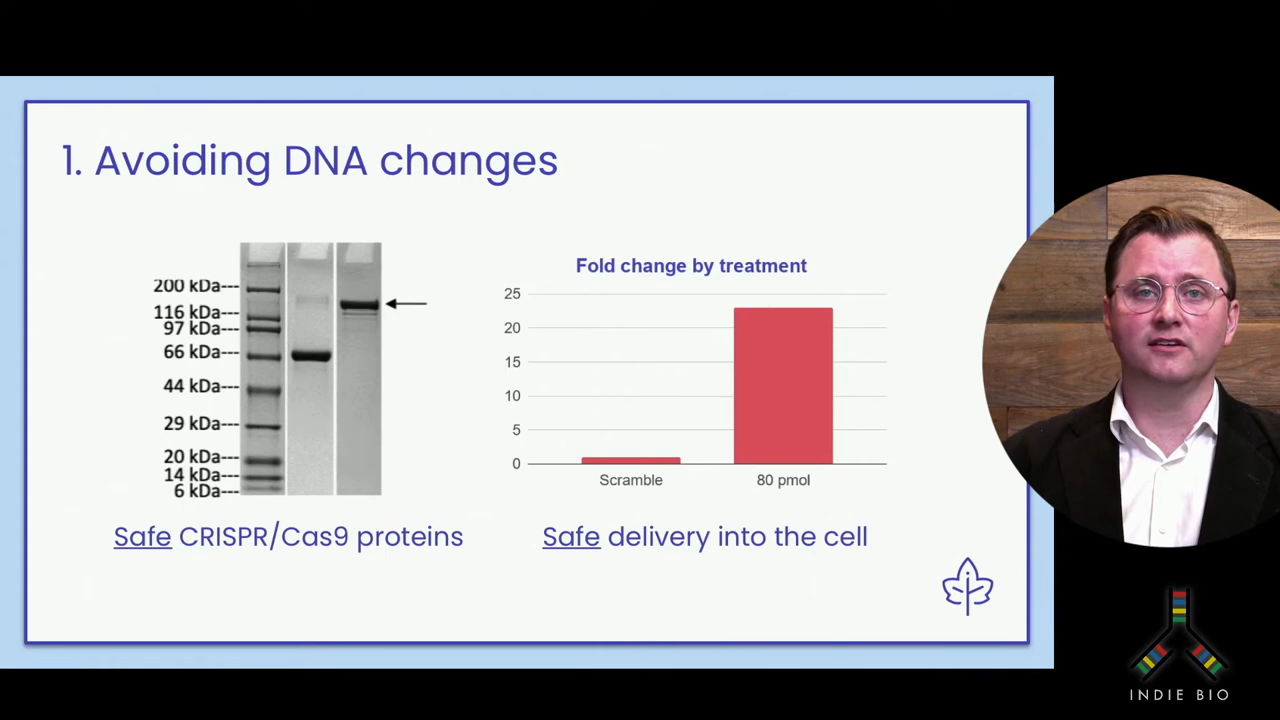 1. Avoiding DNA changes
200 kDa---
116 kDa---
97 kDa---
66 kDa---
44 kDa---
29 kDa---
20 kDa---
14 kDa---
6 kDa---
Safe CRISPR/Cas9 proteins
Fold change by treatment
25
20
15
10
5
0
Scramble
80 pmol
Safe delivery into the cell
INDIE BIO